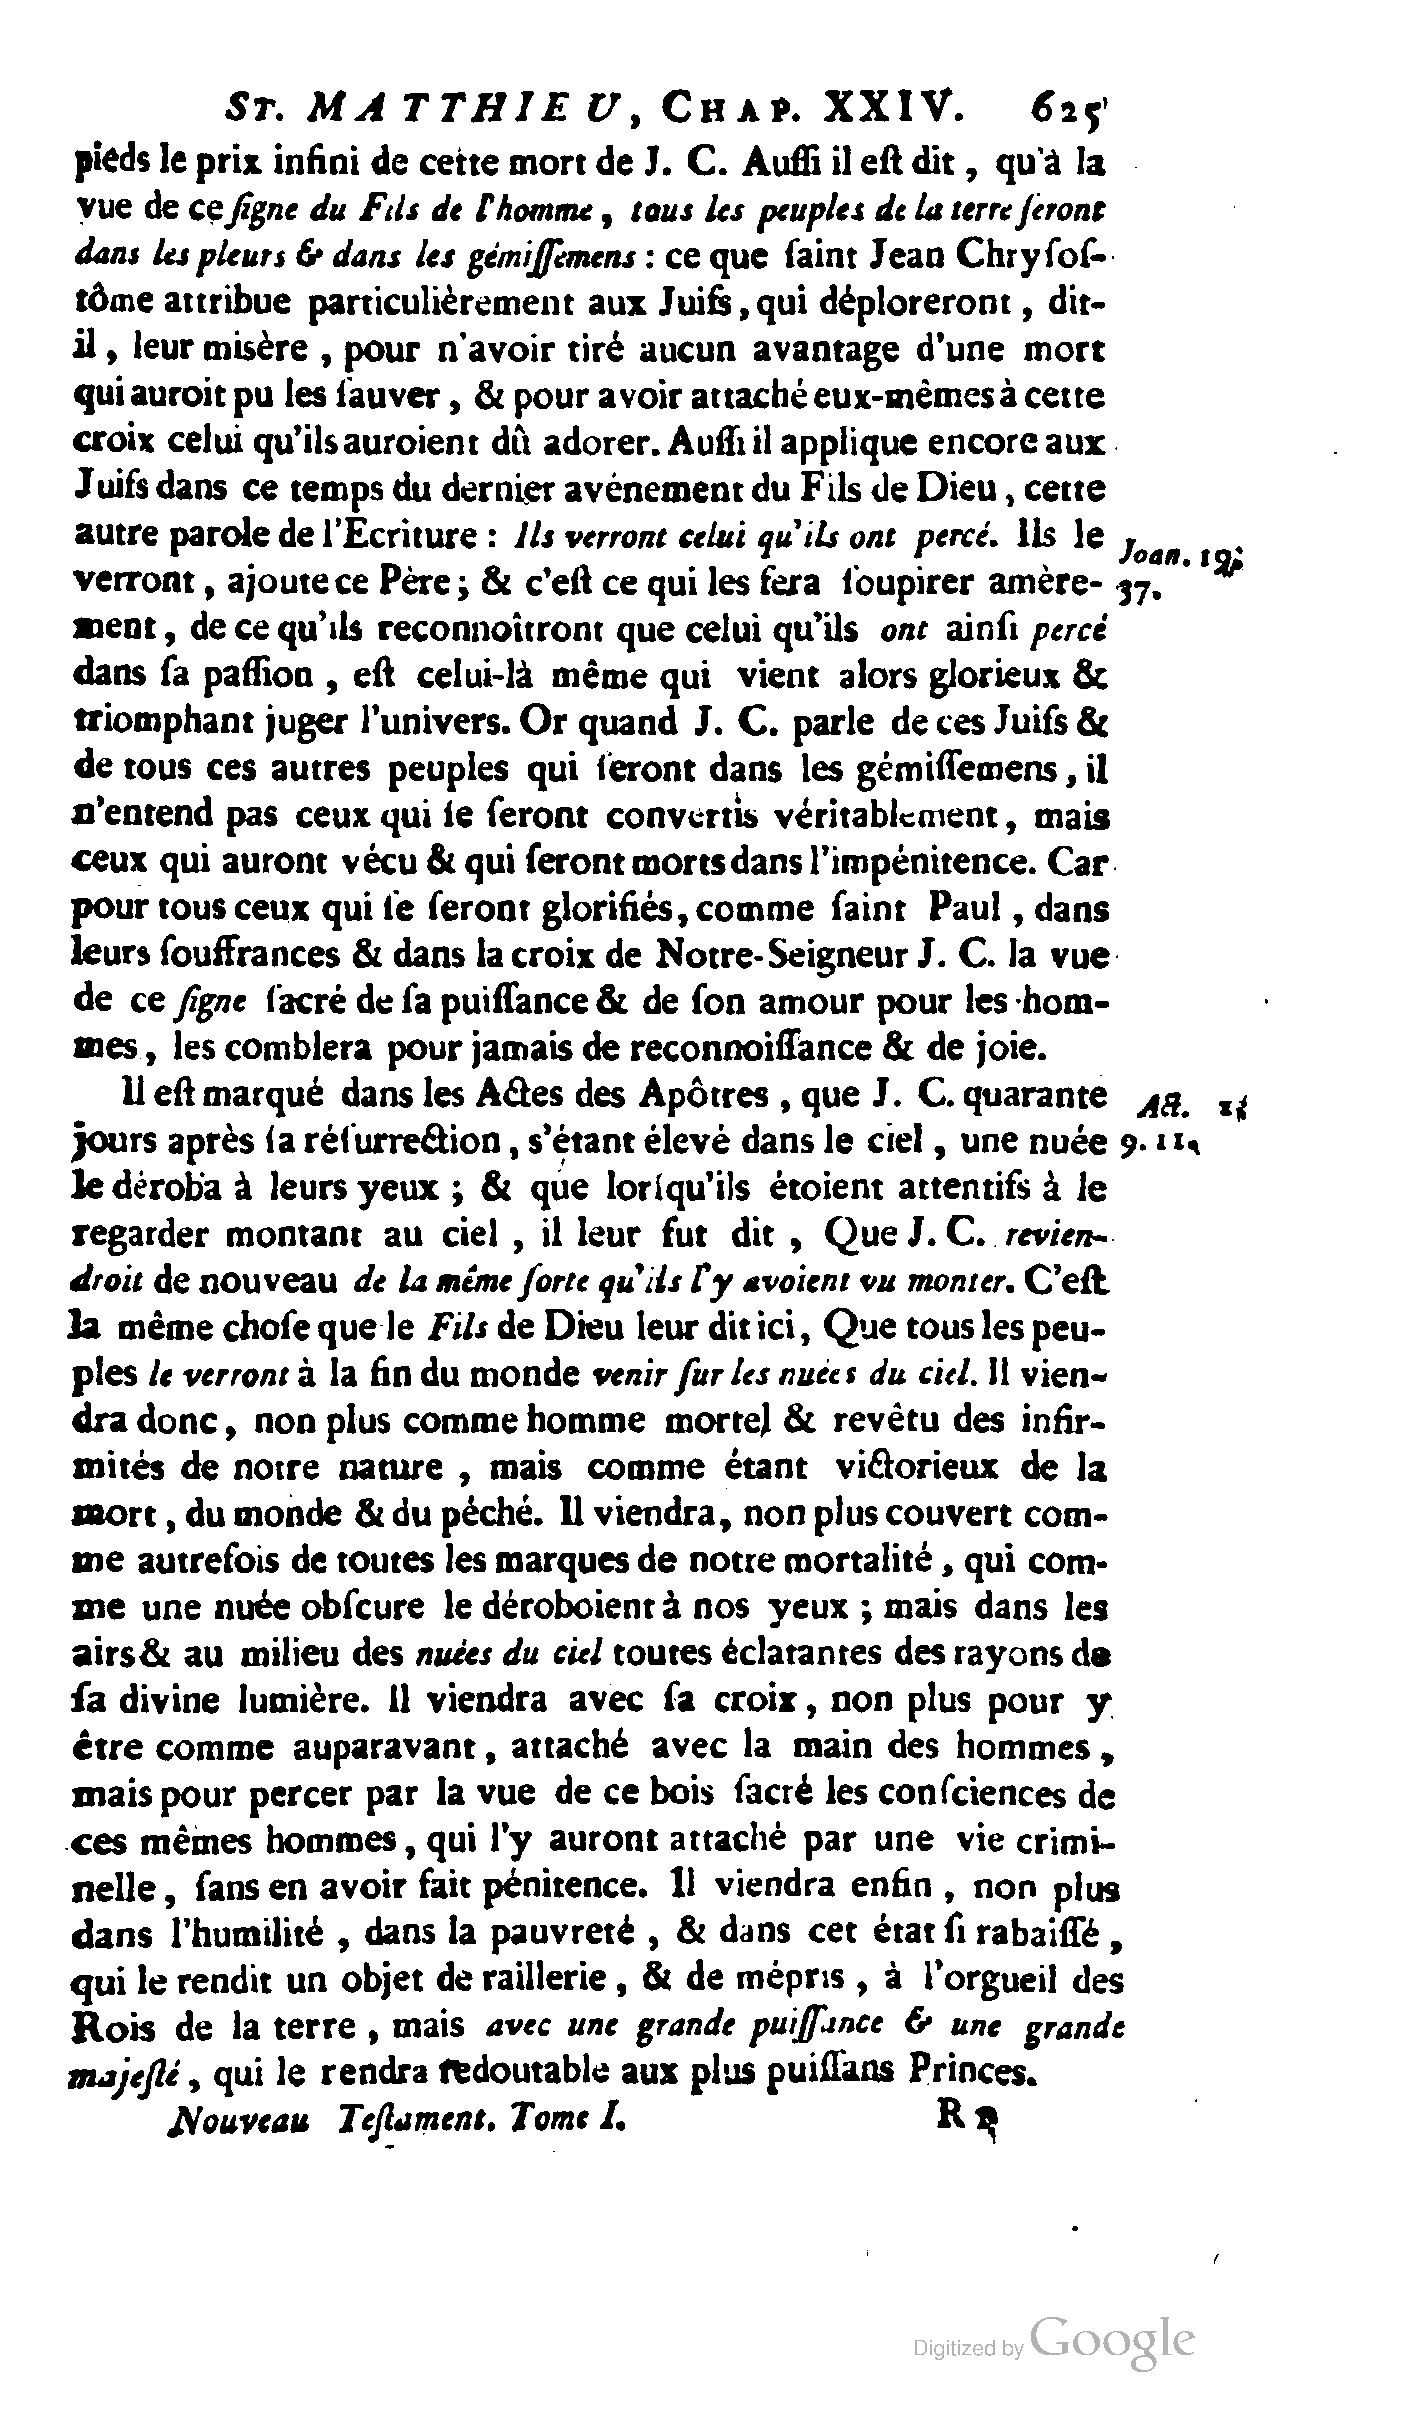 ST. MATTHIEU, CHAP. XXIV. 625
pieds le prix infini de cette mort de J. C. Auſſi il eſt dit, qu'à la
vue de ce ſigne du Fils de l'homme, tous les peuples de la terre ſeront
dans les pleurs & dans les gémiſſemens : ce que ſaint Jean Chryſoſ-
tôme attribue particulièrement aux Juifs, qui déploreront, dit-
il, leur misère, pour n'avoir tiré aucun avantage d'une mort
qui auroit pu les ſauver, & pour avoir attaché eux-mêmes à cette
croix celui qu'ils auroient dû adorer. Auſſi il applique encore aux
Juifs dans ce temps du dernier avénement du Fils de Dieu, cette
autre parole de l'Ecriture : Ils verront celui qu'ils ont percé. Ils le
Joan. 19.
verront, ajoute ce Père; & c'eſt ce qui les fera ſoupirer amère-
37.
ment, de ce qu'ils reconnoîtront que celui qu'ils ont ainſi percé
dans ſa paſſion, eſt celui-là même qui vient alors glorieux &
triomphant juger l'univers. Or quand J. C. parle de ces Juifs &
de tous ces autres peuples qui ſeront dans les gémiſſemens, il
n'entend pas ceux qui ſe ſeront convertis véritablement, mais
ceux qui auront vécu & qui ſeront morts dans l'impénitence. Car
pour tous ceux qui ſe ſeront glorifiés, comme ſaint Paul, dans
leurs ſouffrances & dans la croix de Notre-Seigneur J. C. la vue
de ce ſigne ſacré de ſa puiſſance & de ſon amour pour les hom-
mes, les comblera pour jamais de reconnoiſſance & de joie.
Il eſt marqué dans les Actes des Apôtres, que J. C. quarante
Act. 1.
jours après ſa réſurrection, s'étant élevé dans le ciel, une nuée
9. 11.
le déroba à leurs yeux ; & que lorſqu'ils étoient attentifs à le
regarder montant au ciel, il leur fut dit, Que J. C. revien-
droit de nouveau de la même ſorte qu'ils l'y avoient vu monter. C'eſt
la même choſe que le Fils de Dieu leur dit ici, Que tous les peu-
ples le verront à la fin du monde venir ſur les nuées du ciel. Il vien-
dra donc, non plus comme homme mortel & revêtu des infir-
mités de notre nature, mais comme étant victorieux de la
mort, du monde & du péché. Il viendra, non plus couvert com-
me autrefois de toutes les marques de notre mortalité, qui com-
me une nuée obſcure le déroboient à nos yeux ; mais dans les
airs & au milieu des nuées du ciel toutes éclatantes des rayons de
ſa divine lumière. Il viendra avec ſa croix, non plus pour y
être comme auparavant, attaché avec la main des hommes,
mais pour percer par la vue de ce bois ſacré les conſciences de
ces mêmes hommes, qui l'y auront attaché par une vie crimi-
nelle, ſans en avoir fait pénitence. Il viendra enfin, non plus
dans l'humilité, dans la pauvreté, & dans cet état ſi rabaiſſé,
qui le rendit un objet de raillerie, & de mépris, à l'orgueil des
Rois de la terre, mais avec une grande puiſſance & une grande
majeſté, qui le rendra redoutable aux plus puiſſans Princes.
Nouveau Teſtament. Tome I. R
Digitized by Google